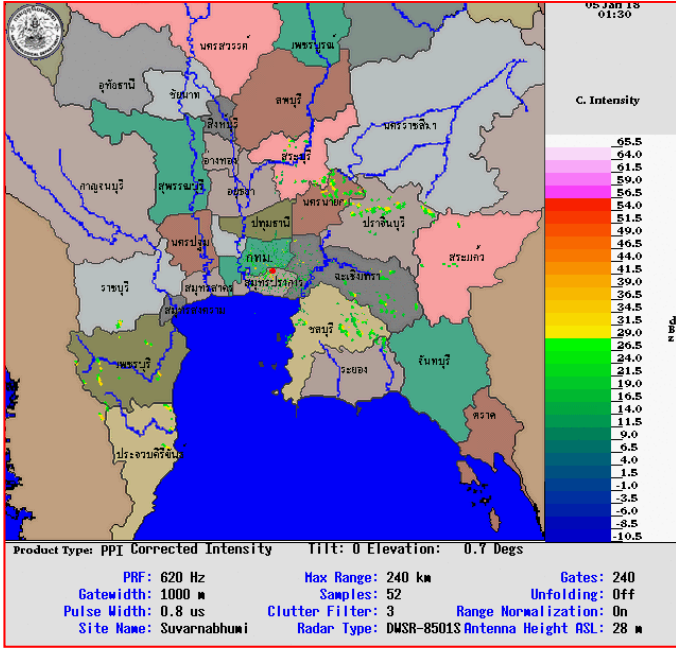 05 Jan 18
01:30
C. Intensity
นครสวรรค์
เพชรบูรณ์
อุทัยธานี
ชัยนาท
ลพบุรี
สิงห์บุรี
นครราชสีมา
อ่างทอง
สระบุรี
กาญจนบุรี
สุพรรณบุรี
อยุธยา
นครนายก
ปทุมธานี
ปราจีนบุรี
นครปฐม
กทม.
สระแก้ว
ฉะเชิงเทรา
ราชบุรี
สมุทรสาคร
สมุทรปราการ
สมุทรสงคราม
ชลบุรี
เพชรบุรี
ระยอง
จันทบุรี
ตราด
ประจวบคีรีขันธ์
65.5
64.0
61.5
59.0
56.5
54.0
51.5
49.0
46.5
44.0
41.5
39.0
36.5
34.0
31.5
29.0
26.5
24.0
21.5
19.0
16.5
14.0
11.5
9.0
6.5
4.0
1.5
-1.0
-3.5
-6.0
-8.5
-10.5
Product Type: PPI Corrected Intensity Tilt: 0 Elevation: 0.7 Degs
PRF: 620 Hz Max Range: 240 km Gates: 240
Gatewidth: 1000 m Samples: 52 Unfolding: Off
Pulse Width: 0.8 us Clutter Filter: 3 Range Normalization: On
Site Name: Suvarnabhumi Radar Type: DWSR-8501S Antenna Height ASL: 28 m